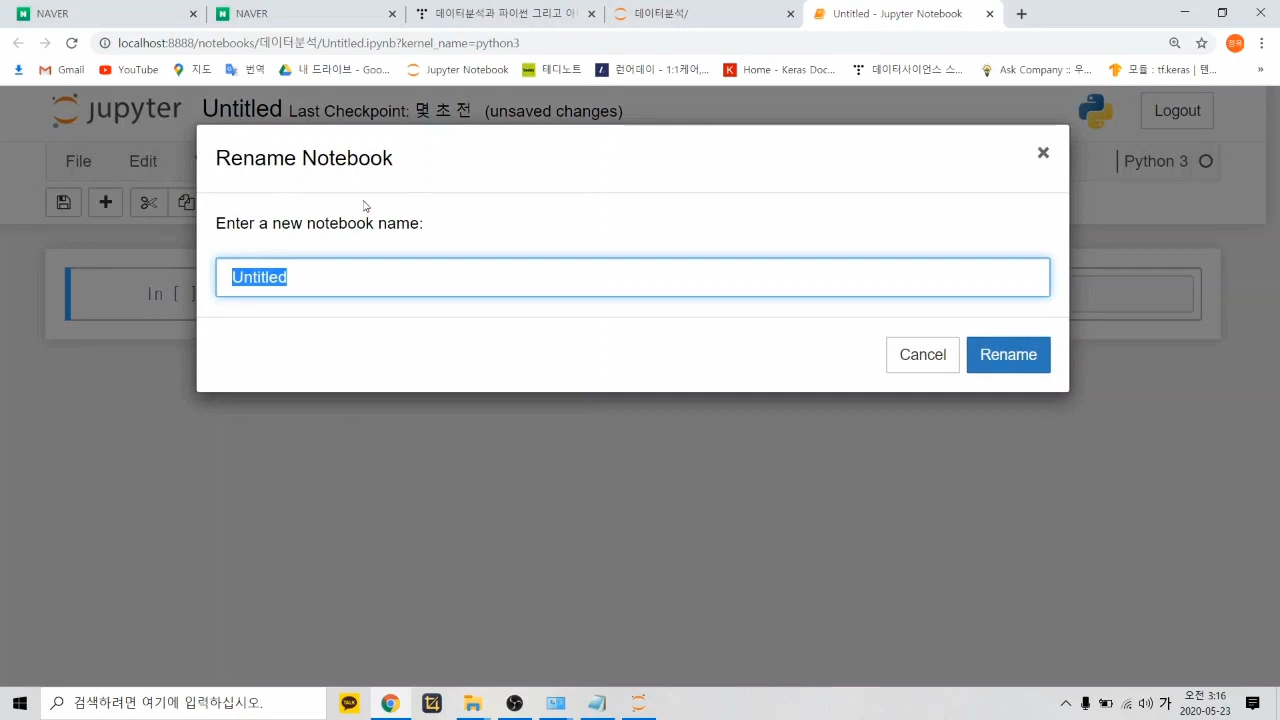 NAVER
NAVER
데이터분석과 파이썬 그리고 아
데이터분석/
Untitled - Jupyter Notebook
localhost:8888/notebooks/데이터분석/Untitled.ipynb?kernel_name=python3
Gmail
YouTube
지도
번역
내 드라이브 - Goo...
Jupyter Notebook
테디노트
런어데이 - 1:1케어,...
Home - Keras Doc...
데이터사이언스 스...
Ask Company :: 우...
모듈 : tf.keras | 텐...
»
jupyter Untitled Last Checkpoint: 몇 초 전 (unsaved changes)
Logout
File Edit
Python 3
Rename Notebook
Enter a new notebook name:
Untitled
In [ ]
Cancel Rename
검색하려면 여기에 입력하십시오.
TALK
가
오전 3:16
2020-05-23